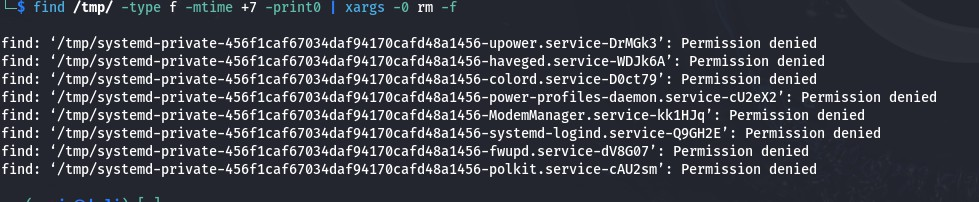 └─$ find /tmp/ -type f -mtime +7 -print0 | xargs -0 rm -f
find: ‘/tmp/systemd-private-456f1caf67034daf94170cafd48a1456-upower.service-DrMGk3’: Permission denied
find: ‘/tmp/systemd-private-456f1caf67034daf94170cafd48a1456-haveged.service-WDJk6A’: Permission denied
find: ‘/tmp/systemd-private-456f1caf67034daf94170cafd48a1456-colord.service-D0ct79’: Permission denied
find: ‘/tmp/systemd-private-456f1caf67034daf94170cafd48a1456-power-profiles-daemon.service-cU2eX2’: Permission denied
find: ‘/tmp/systemd-private-456f1caf67034daf94170cafd48a1456-ModemManager.service-kk1HJq’: Permission denied
find: ‘/tmp/systemd-private-456f1caf67034daf94170cafd48a1456-systemd-logind.service-Q9GH2E’: Permission denied
find: ‘/tmp/systemd-private-456f1caf67034daf94170cafd48a1456-fwupd.service-dV8G07’: Permission denied
find: ‘/tmp/systemd-private-456f1caf67034daf94170cafd48a1456-polkit.service-cAU2sm’: Permission denied